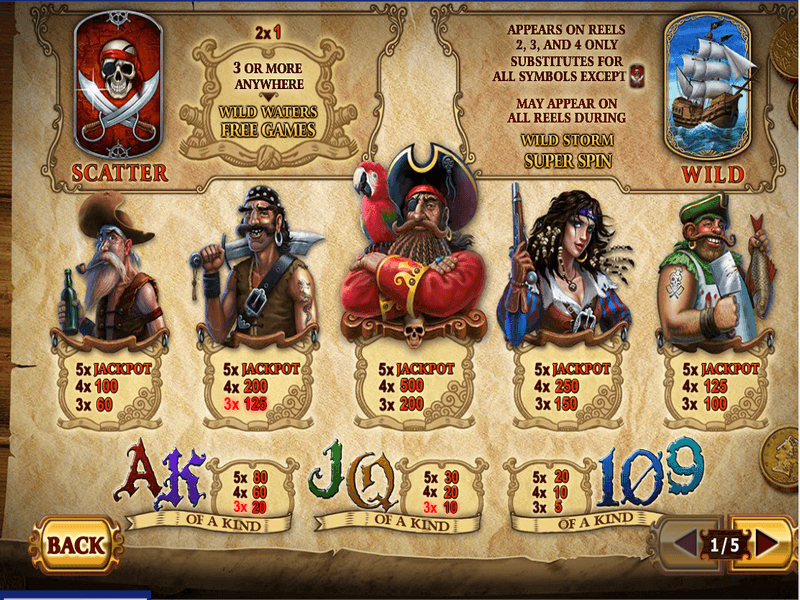 2x 1
3 OR MORE
ANYWHERE
WILD WATERS
FREE GAMES
SCATTER
APPEARS ON REELS
2, 3, AND 4 ONLY
SUBSTITUTES FOR
ALL SYMBOLS EXCEPT
MAY APPEAR ON
ALL REELS DURING
WILD STORM
SUPER SPIN
WILD
5x JACKPOT
4x 100
3x 60
5x JACKPOT
4x 200
3x 125
5x JACKPOT
4x 500
3x 200
5x JACKPOT
4x 250
3x 150
5x JACKPOT
4x 125
3x 100
A K
5x 80
4x 60
3x 20
OF A KIND
J Q
5x 30
4x 20
3x 10
OF A KIND
5x 20
4x 10
3x 5
OF A KIND
10 9
BACK
1/5